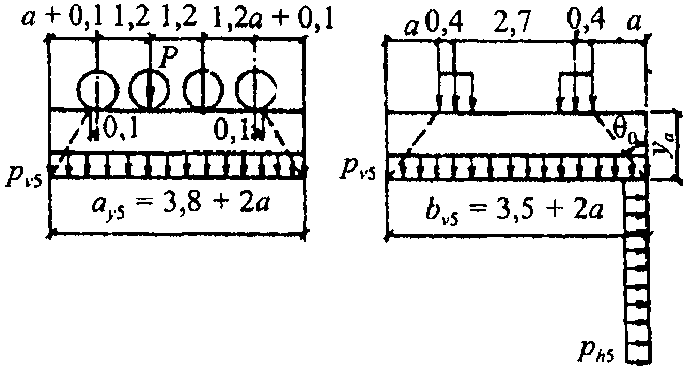 a + 0,1 1,2 1,2 1,2 a + 0,1
P
0,1 0,1
p_v5
a_y5 = 3,8 + 2a
a 0,4 2,7 0,4 a
θ_0 y_a
p_v5
b_v5 = 3,5 + 2a
p_h5